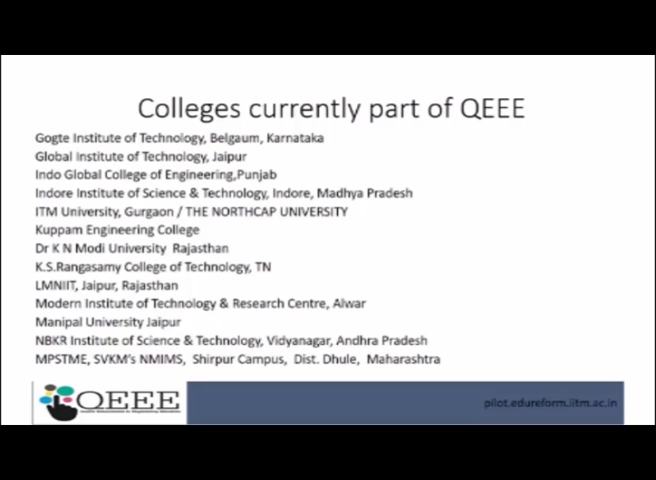 Colleges currently part of QEEE
Gogte Institute of Technology, Belgaum, Karnataka
Global Institute of Technology, Jaipur
Indo Global College of Engineering,Punjab
Indore Institute of Science & Technology, Indore, Madhya Pradesh
ITM University, Gurgaon / THE NORTHCAP UNIVERSITY
Kuppam Engineering College
Dr K N Modi University Rajasthan
K.S.Rangasamy College of Technology, TN
LMNIIT, Jaipur, Rajasthan
Modern Institute of Technology & Research Centre, Alwar
Manipal University Jaipur
NBKR Institute of Science & Technology, Vidyanagar, Andhra Pradesh
MPSTME, SVKM's NMIMS, Shirpur Campus, Dist. Dhule, Maharashtra
QEEE
pilot.edureform.iitm.ac.in